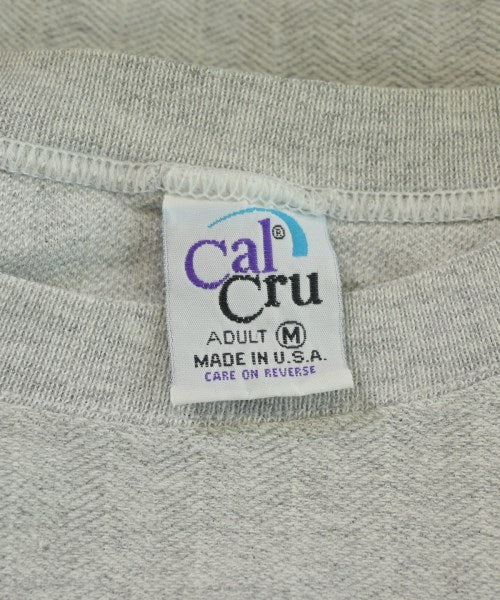 Cal®
Cru
ADULT M
MADE IN U.S.A.
CARE ON REVERSE